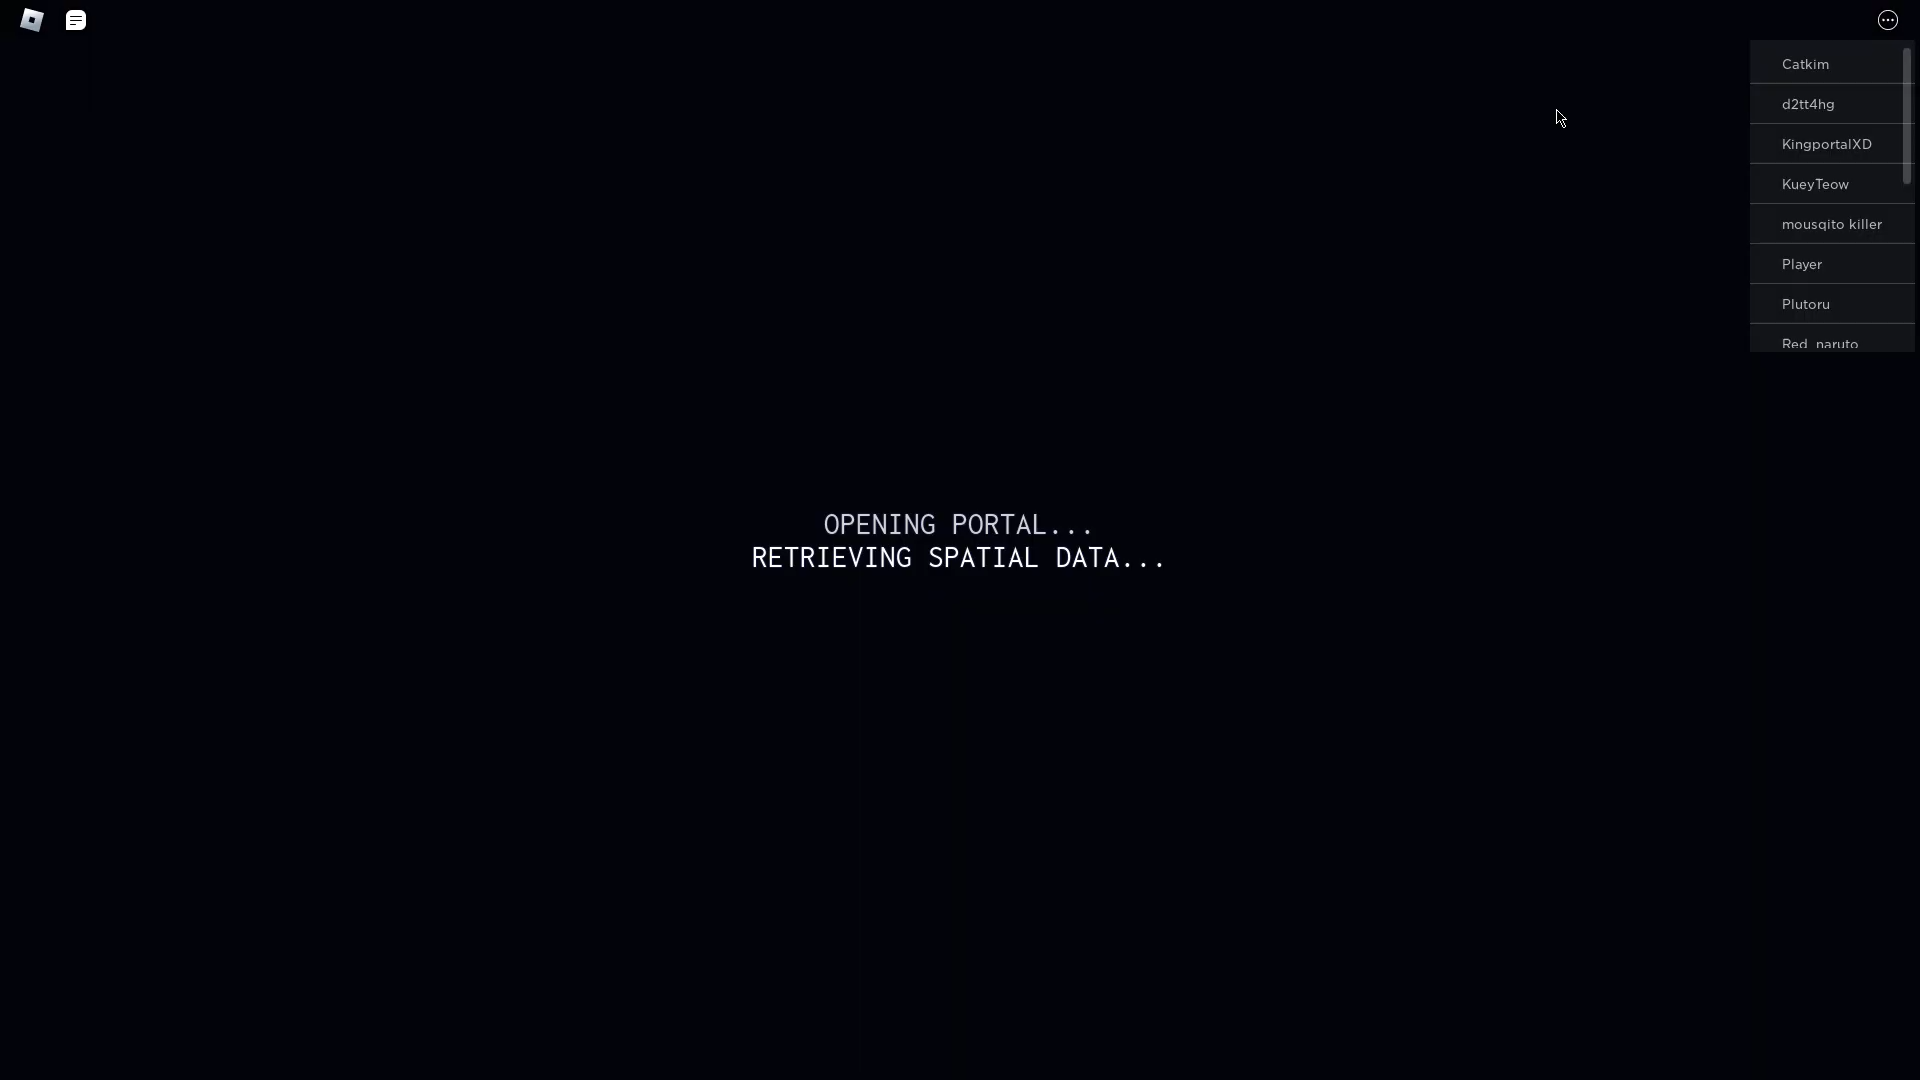 Catkim
d2tt4hg
KingportalXD
KueyTeow
mousqito killer
Player
Plutoru
Red_naruto
OPENING PORTAL...
RETRIEVING SPATIAL DATA...